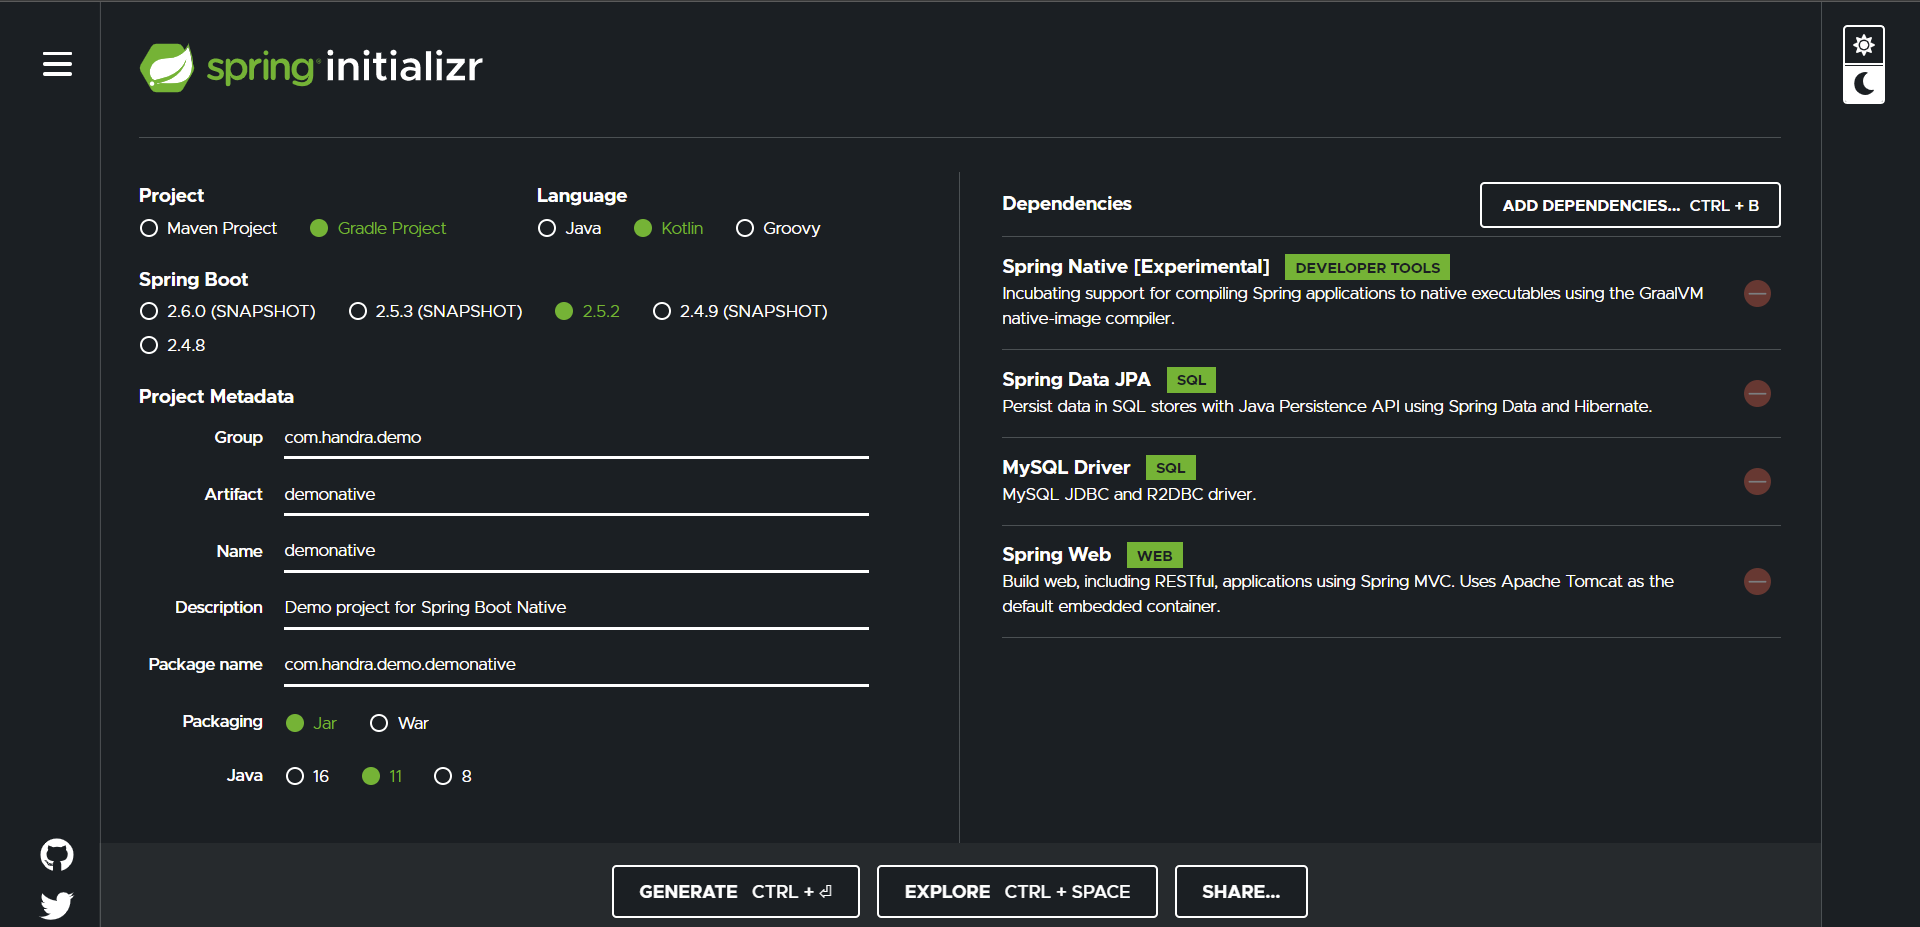 spring initializr
Project
Maven Project Gradle Project
Language
Java Kotlin Groovy
Spring Boot
2.6.0 (SNAPSHOT) 2.5.3 (SNAPSHOT) 2.5.2 2.4.9 (SNAPSHOT)
2.4.8
Project Metadata
Group com.handra.demo
Artifact demonative
Name demonative
Description Demo project for Spring Boot Native
Package name com.handra.demo.demonative
Packaging Jar War
Java 16 11 8
Dependencies
ADD DEPENDENCIES... CTRL + B
Spring Native [Experimental] DEVELOPER TOOLS
Incubating support for compiling Spring applications to native executables using the GraalVM
native-image compiler.
Spring Data JPA SQL
Persist data in SQL stores with Java Persistence API using Spring Data and Hibernate.
MySQL Driver SQL
MySQL JDBC and R2DBC driver.
Spring Web WEB
Build web, including RESTful, applications using Spring MVC. Uses Apache Tomcat as the
default embedded container.
GENERATE CTRL + ⏎
EXPLORE CTRL + SPACE
SHARE...